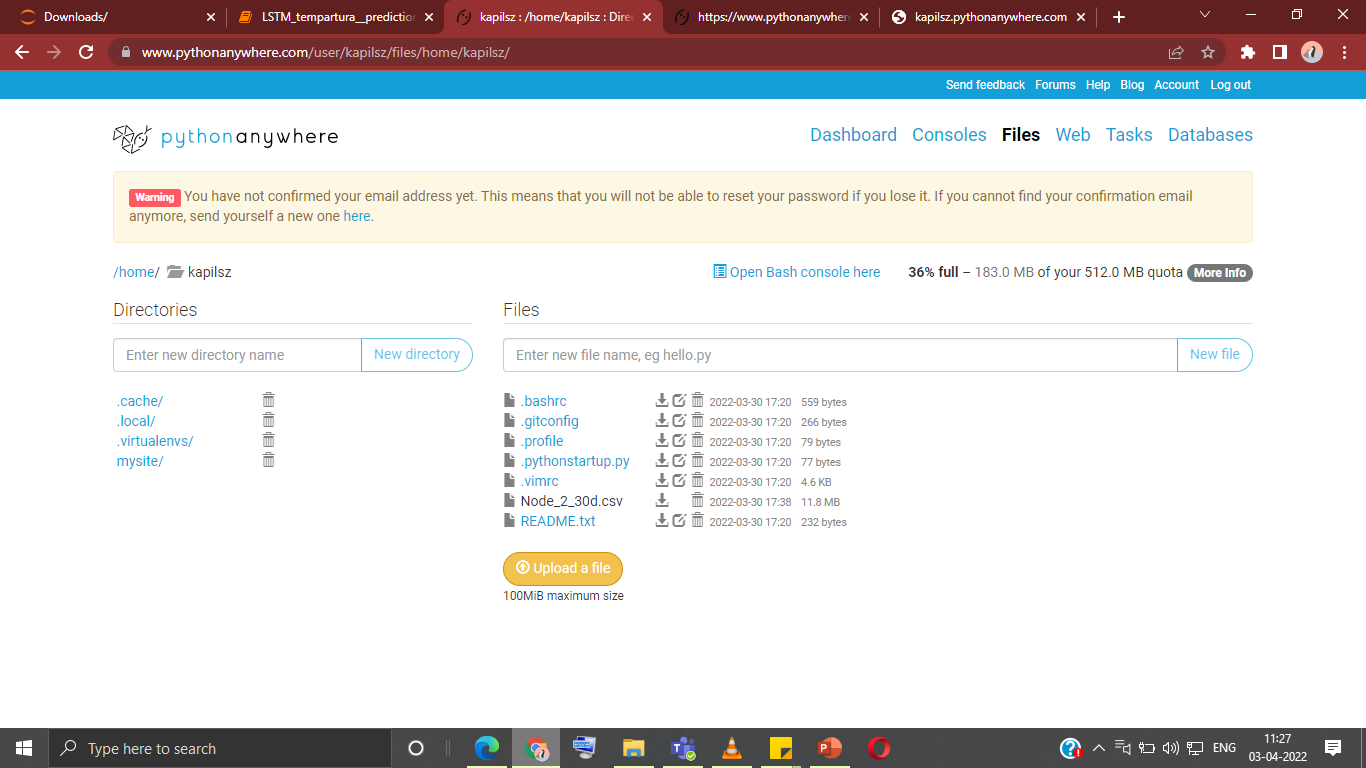 Downloads/
LSTM_tempartura__prediction
kapilsz : /home/kapilsz : Dire
https://www.pythonanywhere
kapilsz.pythonanywhere.com
www.pythonanywhere.com/user/kapilsz/files/home/kapilsz/
Send feedback Forums Help Blog Account Log out
pythonanywhere
Dashboard Consoles Files Web Tasks Databases
Warning You have not confirmed your email address yet. This means that you will not be able to reset your password if you lose it. If you cannot find your confirmation email
anymore, send yourself a new one here.
/home/ kapilsz
Open Bash console here 36% full – 183.0 MB of your 512.0 MB quota More Info
Directories
Enter new directory name New directory
.cache/
.local/
.virtualenvs/
mysite/
Files
Enter new file name, eg hello.py New file
.bashrc 2022-03-30 17:20 559 bytes
.gitconfig 2022-03-30 17:20 266 bytes
.profile 2022-03-30 17:20 79 bytes
.pythonstartup.py 2022-03-30 17:20 77 bytes
.vimrc 2022-03-30 17:20 4.6 KB
Node_2_30d.csv 2022-03-30 17:38 11.8 MB
README.txt 2022-03-30 17:20 232 bytes
Upload a file
100MiB maximum size
Type here to search
ENG
11:27
03-04-2022